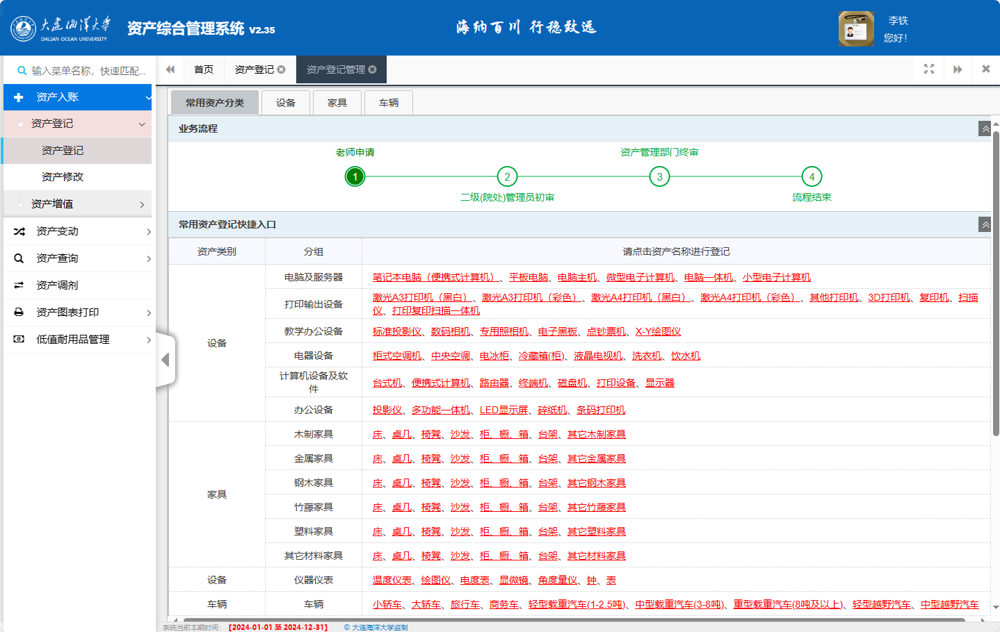 大连海洋大学
DALIAN OCEAN UNIVERSITY
资产综合管理系统 V2.35
海纳百川 行稳致远
李铁
您好！
输入菜单名称，快速匹配...
首页
资产登记
资产登记管理
资产入账
资产登记
资产登记
资产修改
资产增值
资产变动
资产查询
资产调剂
资产图表打印
低值耐用品管理
常用资产分类
设备
家具
车辆
业务流程
老师申请
资产管理部门终审
1
2
3
4
二级(院处)管理员初审
流程结束
常用资产登记快捷入口
资产类别 分组 请点击资产名称进行登记
设备
电脑及服务器 笔记本电脑（便携式计算机）、平板电脑、电脑主机、微型电子计算机、电脑一体机、小型电子计算机
打印输出设备 激光A3打印机（黑白）、激光A3打印机（彩色）、激光A4打印机（黑白）、激光A4打印机（彩色）、其他打印机、3D打印机、复印机、扫描
仪、打印复印扫描一体机
教学办公设备 标准投影仪、数码相机、专用照相机、电子黑板、点钞票机、X-Y绘图仪
电器设备 柜式空调机、中央空调、电冰柜、冷藏箱(柜)、液晶电视机、洗衣机、饮水机
计算机设备及软
件
台式机、便携式计算机、路由器、终端机、磁盘机、打印设备、显示器
办公设备 投影仪、多功能一体机、LED显示屏、碎纸机、条码打印机
家具
木制家具 床、桌几、椅凳、沙发、柜、橱、箱、台架、其它木制家具
金属家具 床、桌几、椅凳、沙发、柜、橱、箱、台架、其它金属家具
钢木家具 床、桌几、椅凳、沙发、柜、橱、箱、台架、其它钢木家具
竹藤家具 床、桌几、椅凳、沙发、柜、橱、箱、台架、其它竹藤家具
塑料家具 床、桌几、椅凳、沙发、柜、橱、箱、台架、其它塑料家具
其它材料家具 床、桌几、椅凳、沙发、柜、橱、箱、台架、其它材料家具
设备 仪器仪表 温度仪表、绘图仪、电度表、显微镜、角度量仪、钟、表
车辆 车辆 小轿车、大轿车、旅行车、商务车、轻型载重汽车(1-2.5吨)、中型载重汽车(3-8吨)、重型载重汽车(8吨及以上)、轻型越野汽车、中型越野汽车
系统当前本期时间： 【2024-01-01 至 2024-12-31】 © 大连海洋大学监制